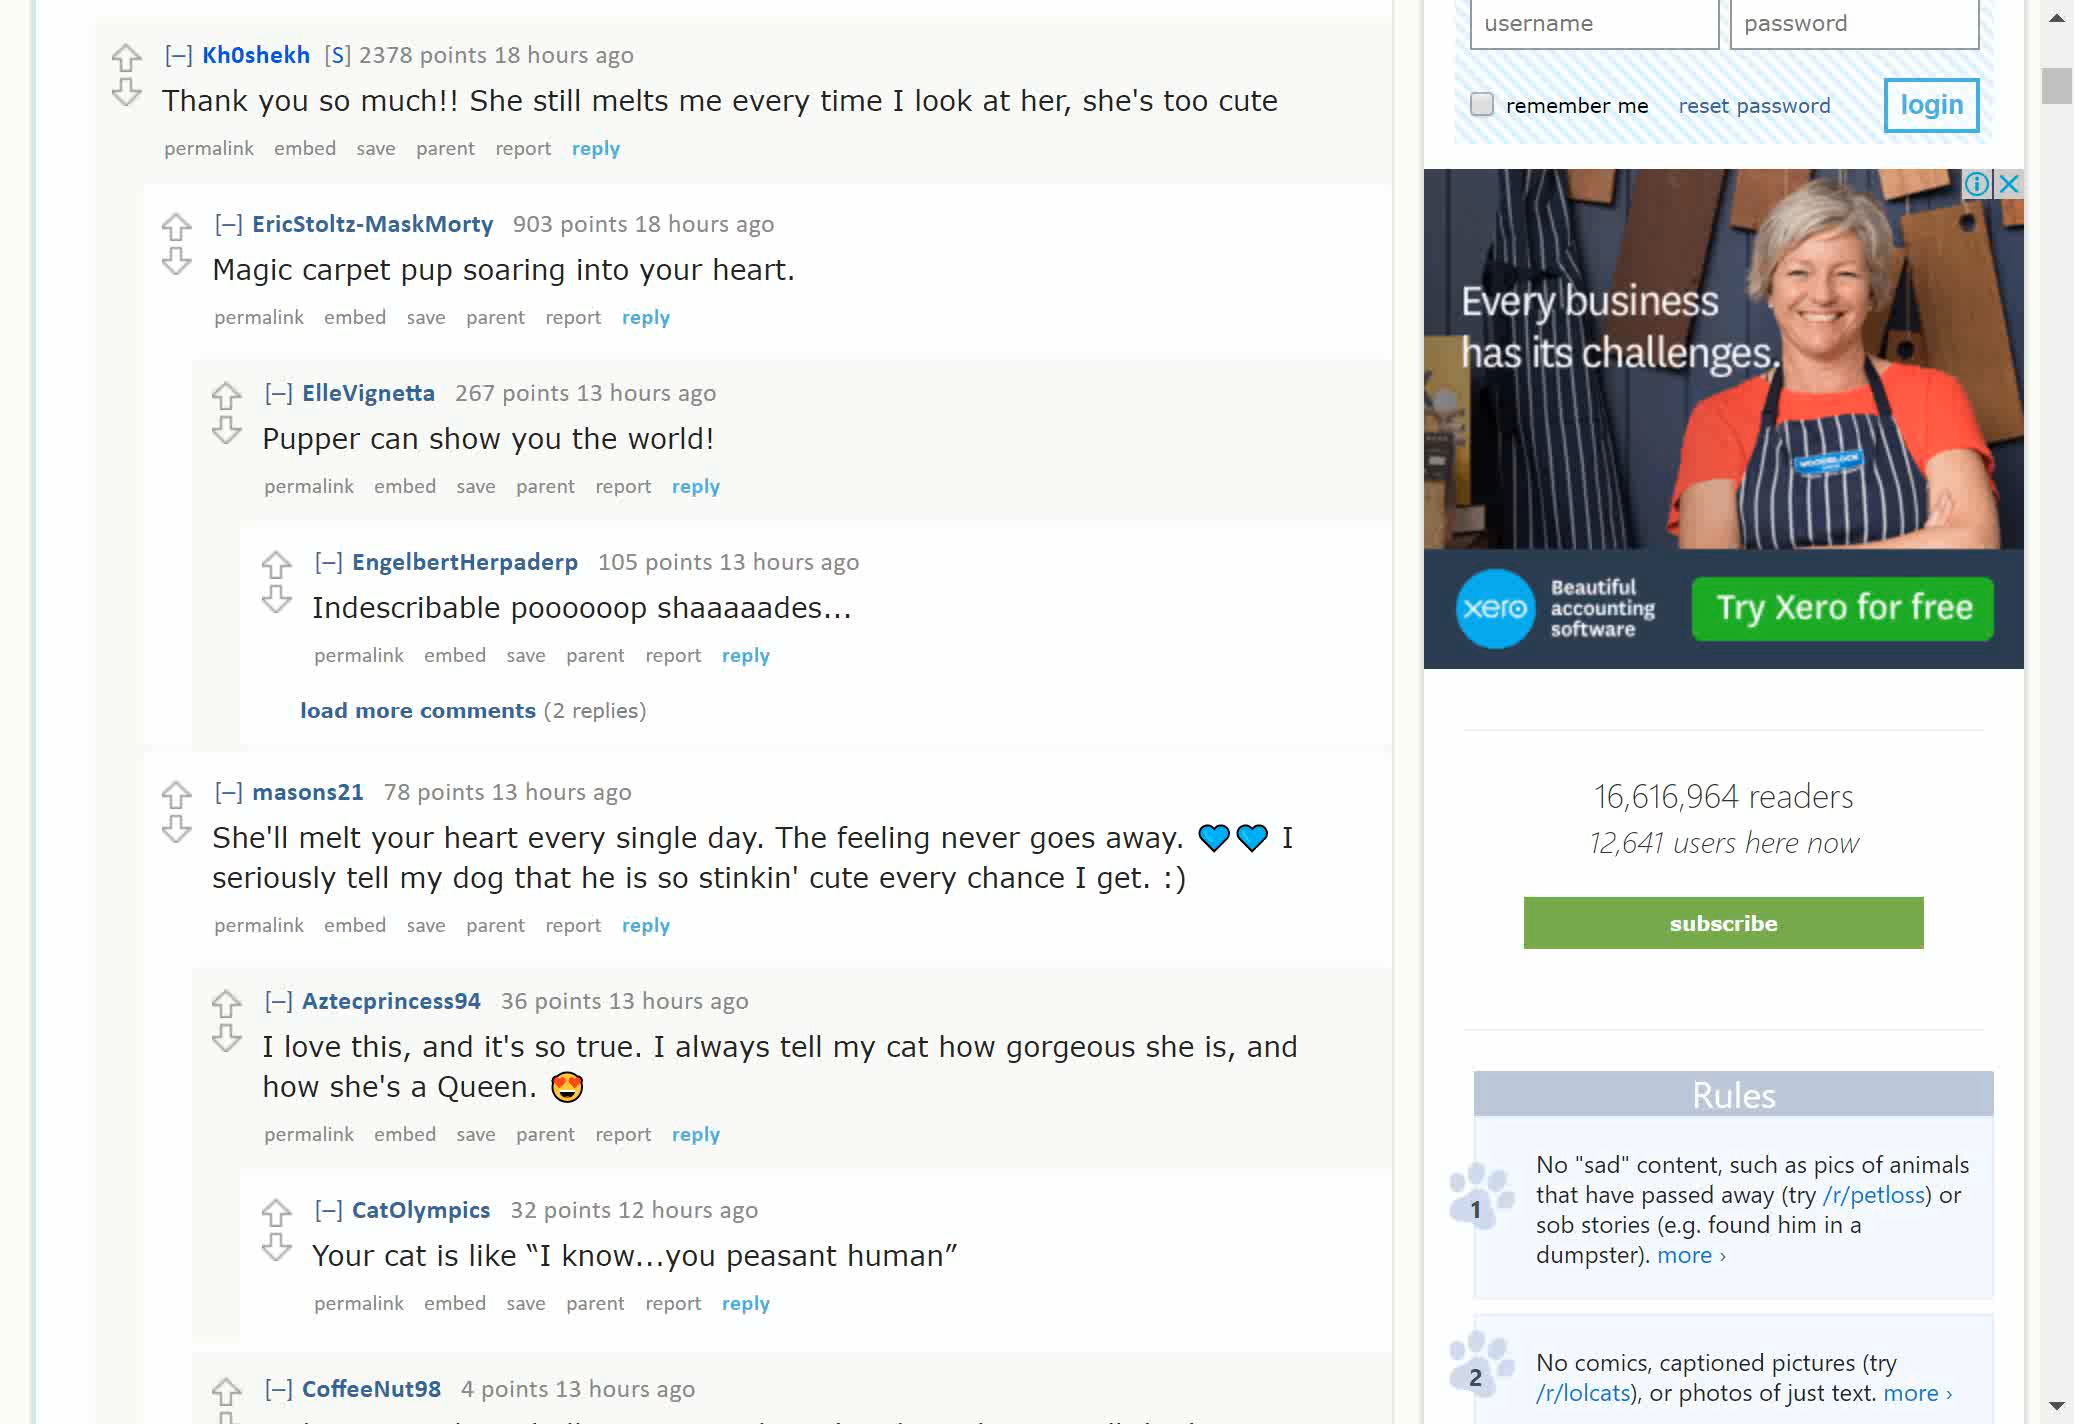 [–] Kh0shekh [S] 2378 points 18 hours ago
Thank you so much!! She still melts me every time I look at her, she's too cute
permalink embed save parent report reply
[–] EricStoltz-MaskMorty 903 points 18 hours ago
Magic carpet pup soaring into your heart.
permalink embed save parent report reply
[–] ElleVignetta 267 points 13 hours ago
Pupper can show you the world!
permalink embed save parent report reply
[–] EngelbertHerpaderp 105 points 13 hours ago
Indescribable poooooop shaaaaades...
permalink embed save parent report reply
load more comments (2 replies)
[–] masons21 78 points 13 hours ago
She'll melt your heart every single day. The feeling never goes away. 💙💙 I
seriously tell my dog that he is so stinkin' cute every chance I get. :)
permalink embed save parent report reply
[–] Aztecprincess94 36 points 13 hours ago
I love this, and it's so true. I always tell my cat how gorgeous she is, and
how she's a Queen. 😍
permalink embed save parent report reply
[–] CatOlympics 32 points 12 hours ago
Your cat is like “I know...you peasant human”
permalink embed save parent report reply
[–] CoffeeNut98 4 points 13 hours ago
username password
remember me reset password login
Every business
has its challenges.
xero
Beautiful
accounting
software
Try Xero for free
16,616,964 readers
12,641 users here now
subscribe
Rules
1
No "sad" content, such as pics of animals
that have passed away (try /r/petloss) or
sob stories (e.g. found him in a
dumpster). more ›
2
No comics, captioned pictures (try
/r/lolcats), or photos of just text. more ›